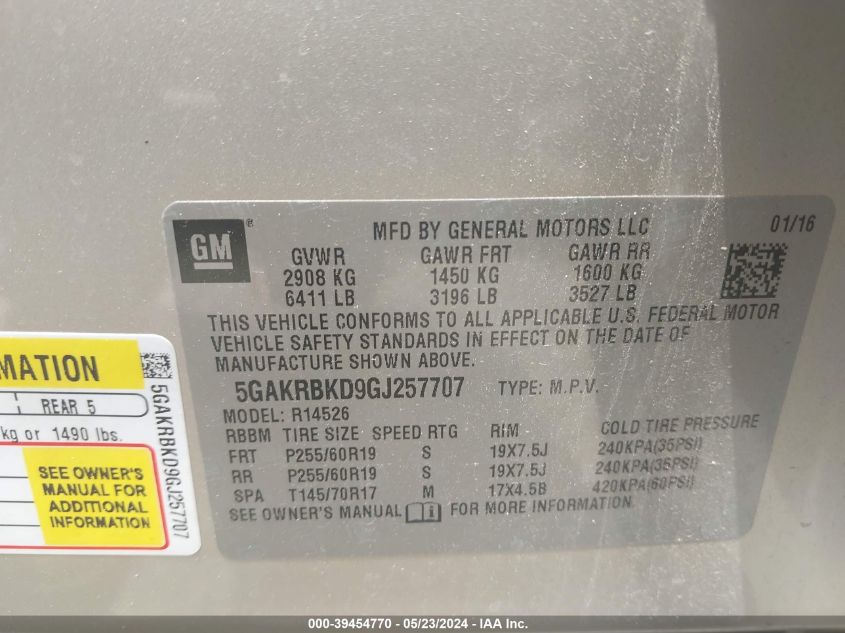 GM ®
MFD BY GENERAL MOTORS LLC 01/16
GVWR GAWR FRT GAWR RR
2908 KG 1450 KG 1600 KG
6411 LB 3196 LB 3527 LB
THIS VEHICLE CONFORMS TO ALL APPLICABLE U.S. FEDERAL MOTOR
VEHICLE SAFETY STANDARDS IN EFFECT ON THE DATE OF
MANUFACTURE SHOWN ABOVE.
5GAKRBKD9GJ257707 TYPE: M.P.V.
MODEL: R14526
RBBM TIRE SIZE SPEED RTG RIM COLD TIRE PRESSURE
FRT P255/60R19 S 19X7.5J 240KPA(35PSI)
RR P255/60R19 S 19X7.5J 240KPA(35PSI)
SPA T145/70R17 M 17X4.5B 420KPA(60PSI)
SEE OWNER'S MANUAL FOR MORE INFORMATION.
MATION
REAR 5
kg or 1490 lbs.
SEE OWNER'S
MANUAL FOR
ADDITIONAL
INFORMATION
5GAKRBKD9GJ257707
000-39454770 - 05/23/2024 - IAA Inc.